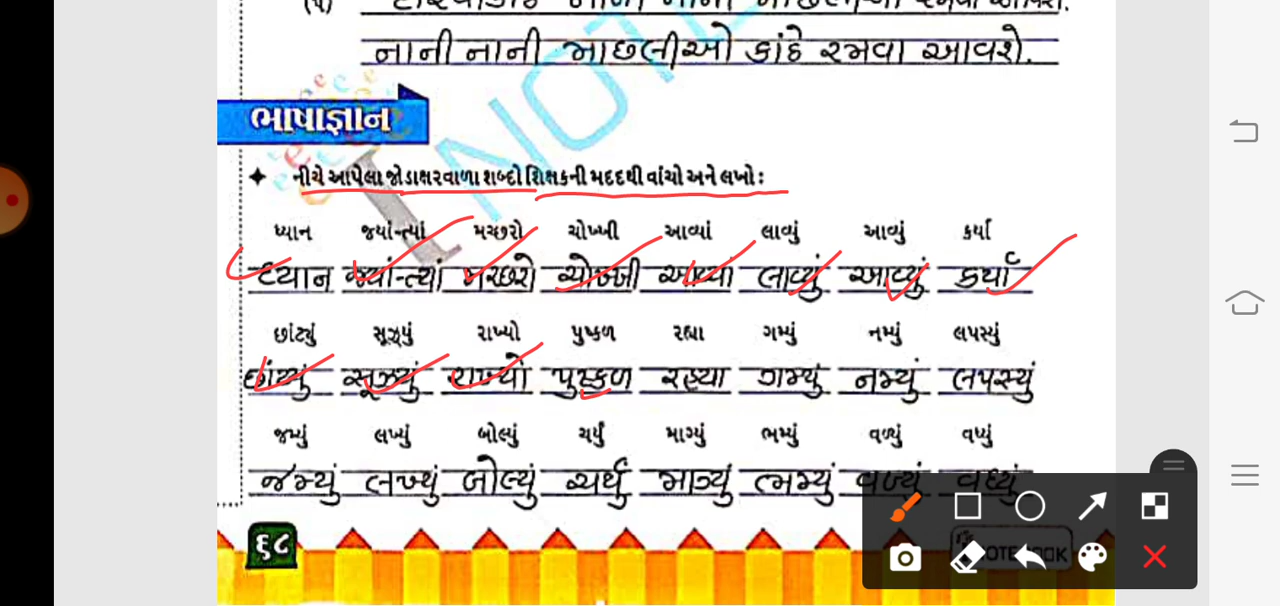 નાની નાની માછલીઓ કાંઠે રમવા આવશે.
ભાષાજ્ઞાન
✦ નીચે આપેલા જોડાક્ષરવાળા શબ્દો શિક્ષકની મદદથી વાંચો અને લખો :
ધ્યાન જ્યાં-ત્યાં મચ્છરો ચોખ્ખી આવ્યાં લાવ્યું આવ્યું કર્યા
ધ્યાન જ્યાં-ત્યાં મચ્છરો ચોખ્ખી આવ્યા લાવ્યું આવ્યું કર્યા
છાંટ્યું સૂઝ્યું રાખ્યો પુષ્કળ રહ્યા ગમ્યું નમ્યું લપસ્યું
છાંટ્યું સૂઝ્યું રાખ્યો પુષ્કળ રહ્યા ગમ્યું નમ્યું લપસ્યું
જમ્યું લખ્યું બોલ્યું ચર્યું માગ્યું ભમ્યું વળ્યું વધ્યું
જમ્યું લખ્યું બોલ્યું ચર્યું માગ્યું ભમ્યું વળ્યું વધ્યું
૬૮